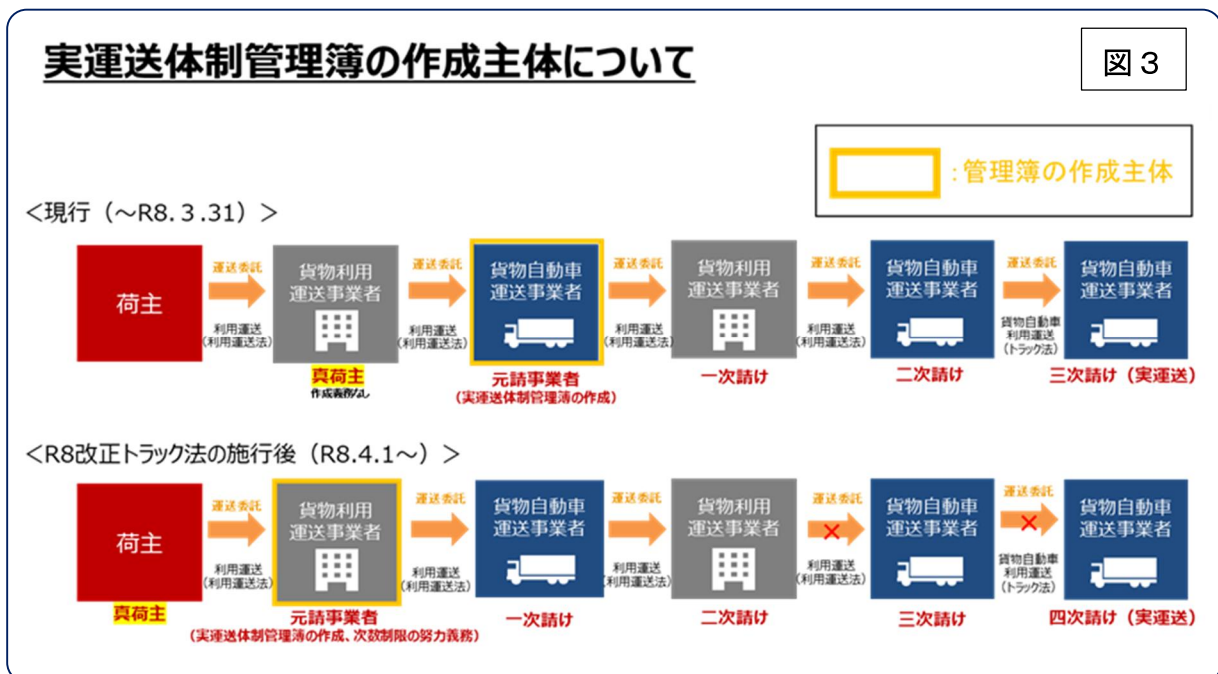 実運送体制管理簿の作成主体について
図３
:管理簿の作成主体
＜現行（～R8.３.31）＞
荷主
運送委託
利用運送
(利用運送法)
貨物利用
運送事業者
真荷主
作成義務なし
運送委託
利用運送
(利用運送法)
貨物自動車
運送事業者
元請事業者
(実運送体制管理簿の作成)
運送委託
利用運送
(利用運送法)
貨物利用
運送事業者
一次請け
運送委託
利用運送
(利用運送法)
貨物自動車
運送事業者
二次請け
運送委託
貨物自動車
利用運送
(トラック法)
貨物自動車
運送事業者
三次請け（実運送）
＜R8改正トラック法の施行後（R8.4.1～）＞
荷主
真荷主
運送委託
利用運送
(利用運送法)
貨物利用
運送事業者
元請事業者
(実運送体制管理簿の作成、次数制限の努力義務)
運送委託
利用運送
(利用運送法)
貨物自動車
運送事業者
一次請け
運送委託
利用運送
(利用運送法)
貨物利用
運送事業者
二次請け
運送委託
利用運送
(利用運送法)
貨物自動車
運送事業者
三次請け
運送委託
貨物自動車
利用運送
(トラック法)
貨物自動車
運送事業者
四次請け（実運送）